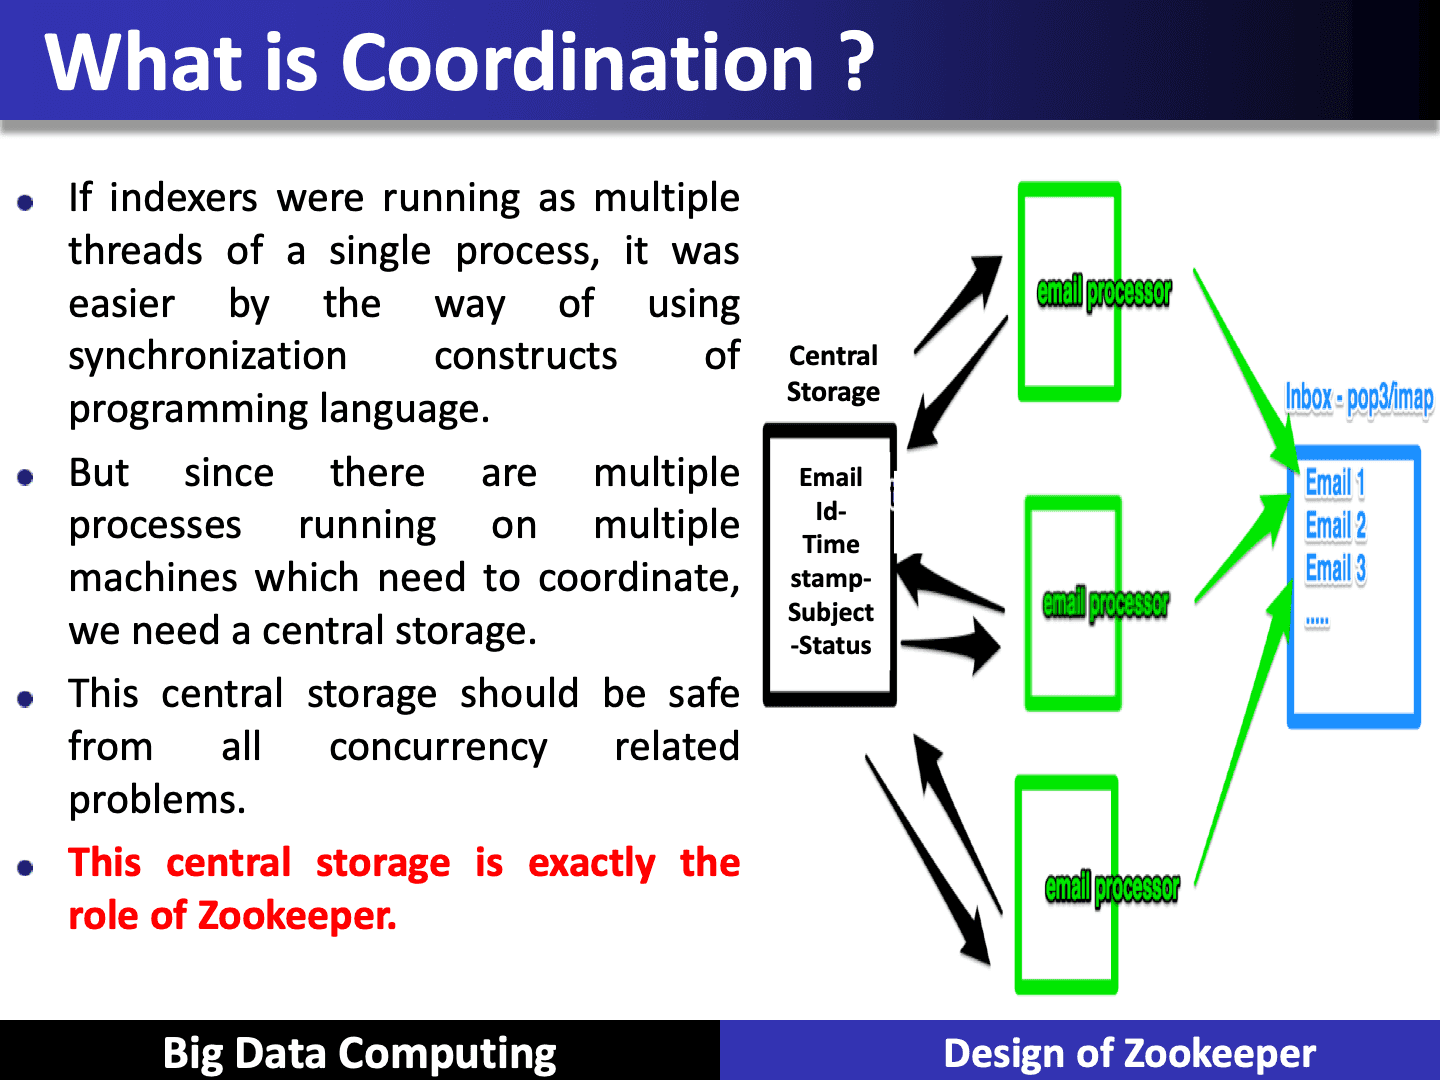 What is Coordination ?
If indexers were running as multiple
threads of a single process, it was
easier by the way of using
synchronization constructs of
programming language.
But since there are multiple
processes running on multiple
machines which need to coordinate,
we need a central storage.
This central storage should be safe
from all concurrency related
problems.
This central storage is exactly the
role of Zookeeper.
Central
Storage
Email
Id-
Time
stamp-
Subject
-Status
email processor
email processor
email processor
Inbox - pop3/imap
Email 1
Email 2
Email 3
.....
Big Data Computing
Design of Zookeeper